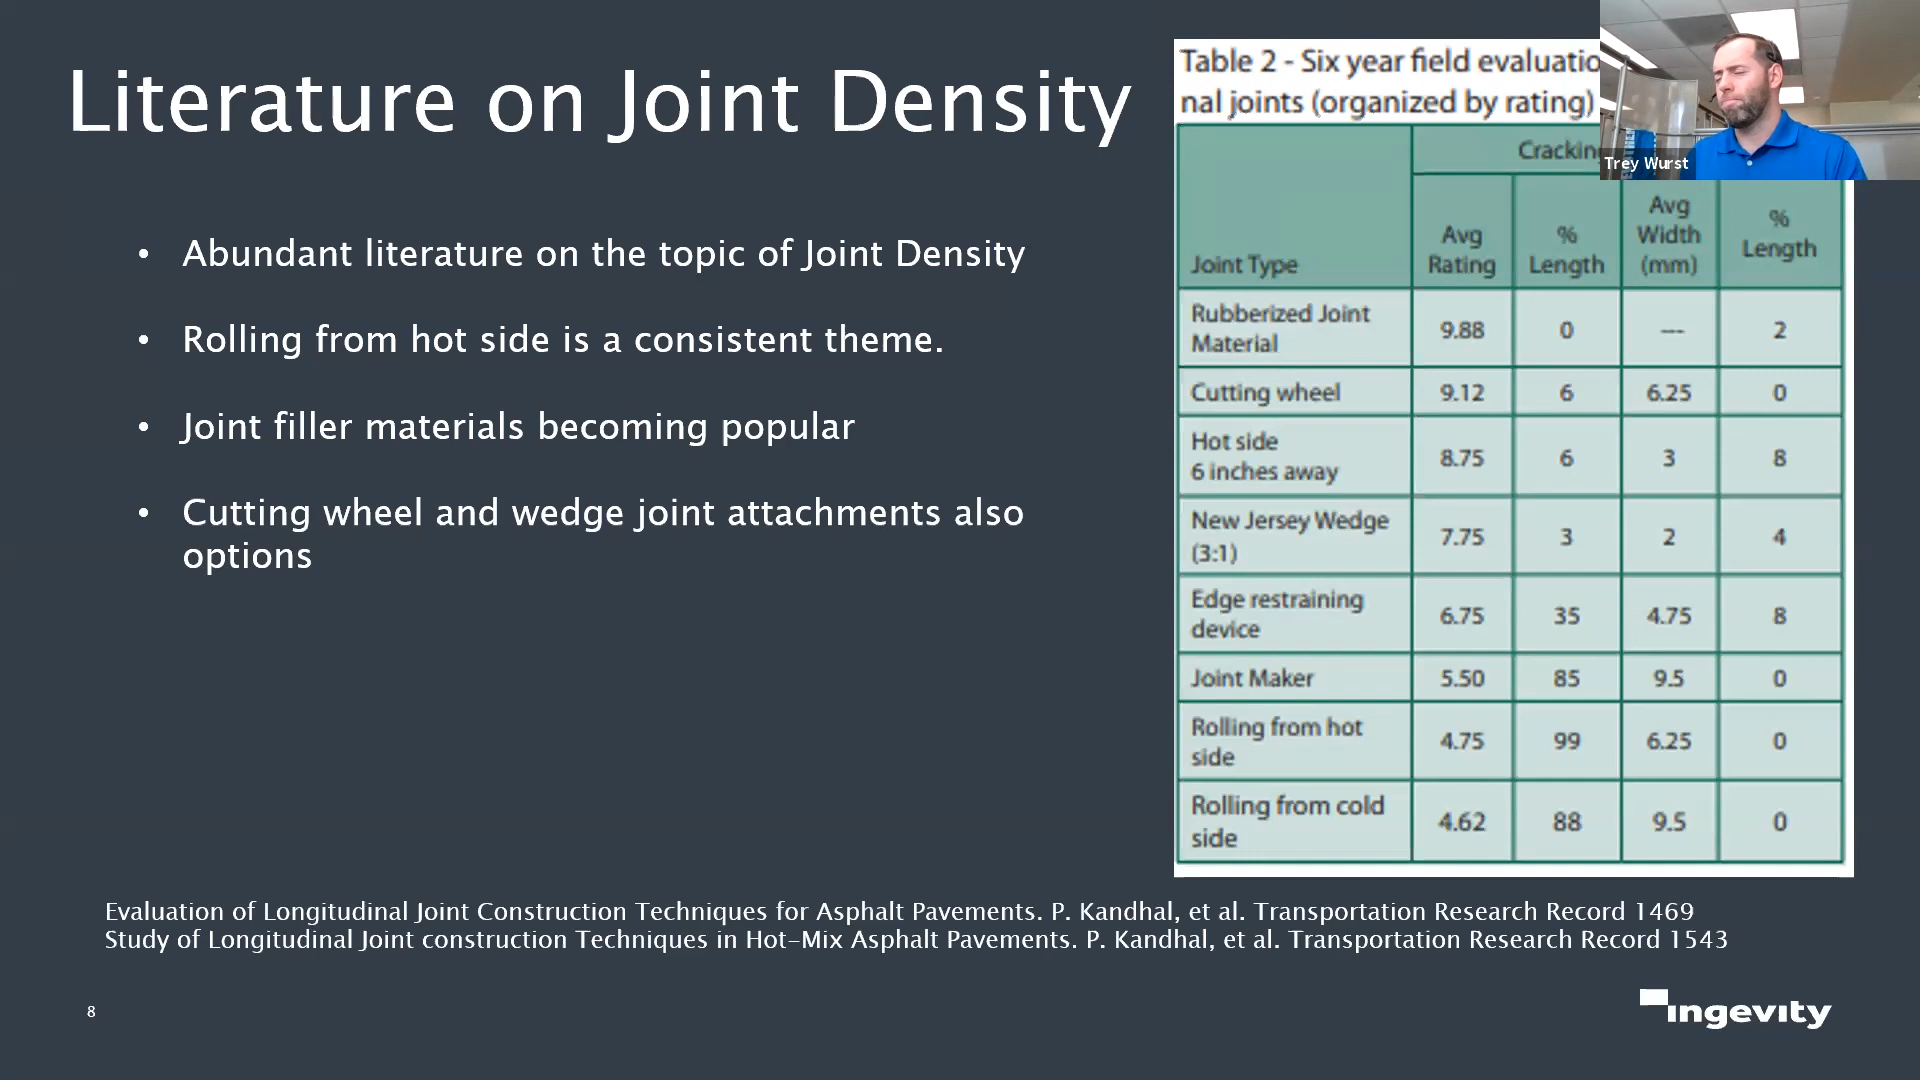 Literature on Joint Density
• Abundant literature on the topic of Joint Density
• Rolling from hot side is a consistent theme.
• Joint filler materials becoming popular
• Cutting wheel and wedge joint attachments also
options
Table 2 - Six year field evaluatio
nal joints (organized by rating)
Crackin
Joint Type Avg Rating % Length Avg Width (mm) % Length
Rubberized Joint Material 9.88 0 --- 2
Cutting wheel 9.12 6 6.25 0
Hot side 6 inches away 8.75 6 3 8
New Jersey Wedge (3:1) 7.75 3 2 4
Edge restraining device 6.75 35 4.75 8
Joint Maker 5.50 85 9.5 0
Rolling from hot side 4.75 99 6.25 0
Rolling from cold side 4.62 88 9.5 0
Trey Wurst
Evaluation of Longitudinal Joint Construction Techniques for Asphalt Pavements. P. Kandhal, et al. Transportation Research Record 1469
Study of Longitudinal Joint construction Techniques in Hot-Mix Asphalt Pavements. P. Kandhal, et al. Transportation Research Record 1543
8
ingevity